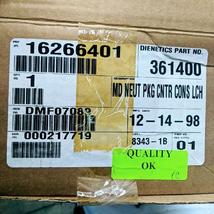 DIENETICS PART NO.
16266401
361400
1
MD NEUT PKG CNTR CONS LCH
12-14-98
000217719
8343-1B
01
QUALITY
OK